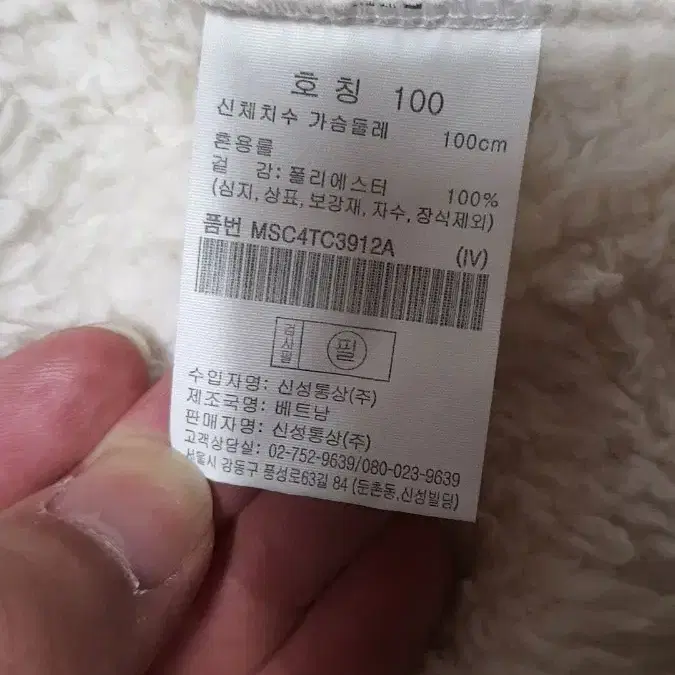 호칭 100
신체치수 가슴둘레 100cm
혼용률
겉 감: 폴리에스터 100%
(심지,상표,보강재,자수,장식제외)
품번 MSC4TC3912A (IV)
검사필 필
수입자명: 신성통상(주)
제조국명: 베트남
판매자명: 신성통상(주)
고객상담실: 02-752-9639/080-023-9639
서울시 강동구 풍성로63길 84 (둔촌동,신성빌딩)